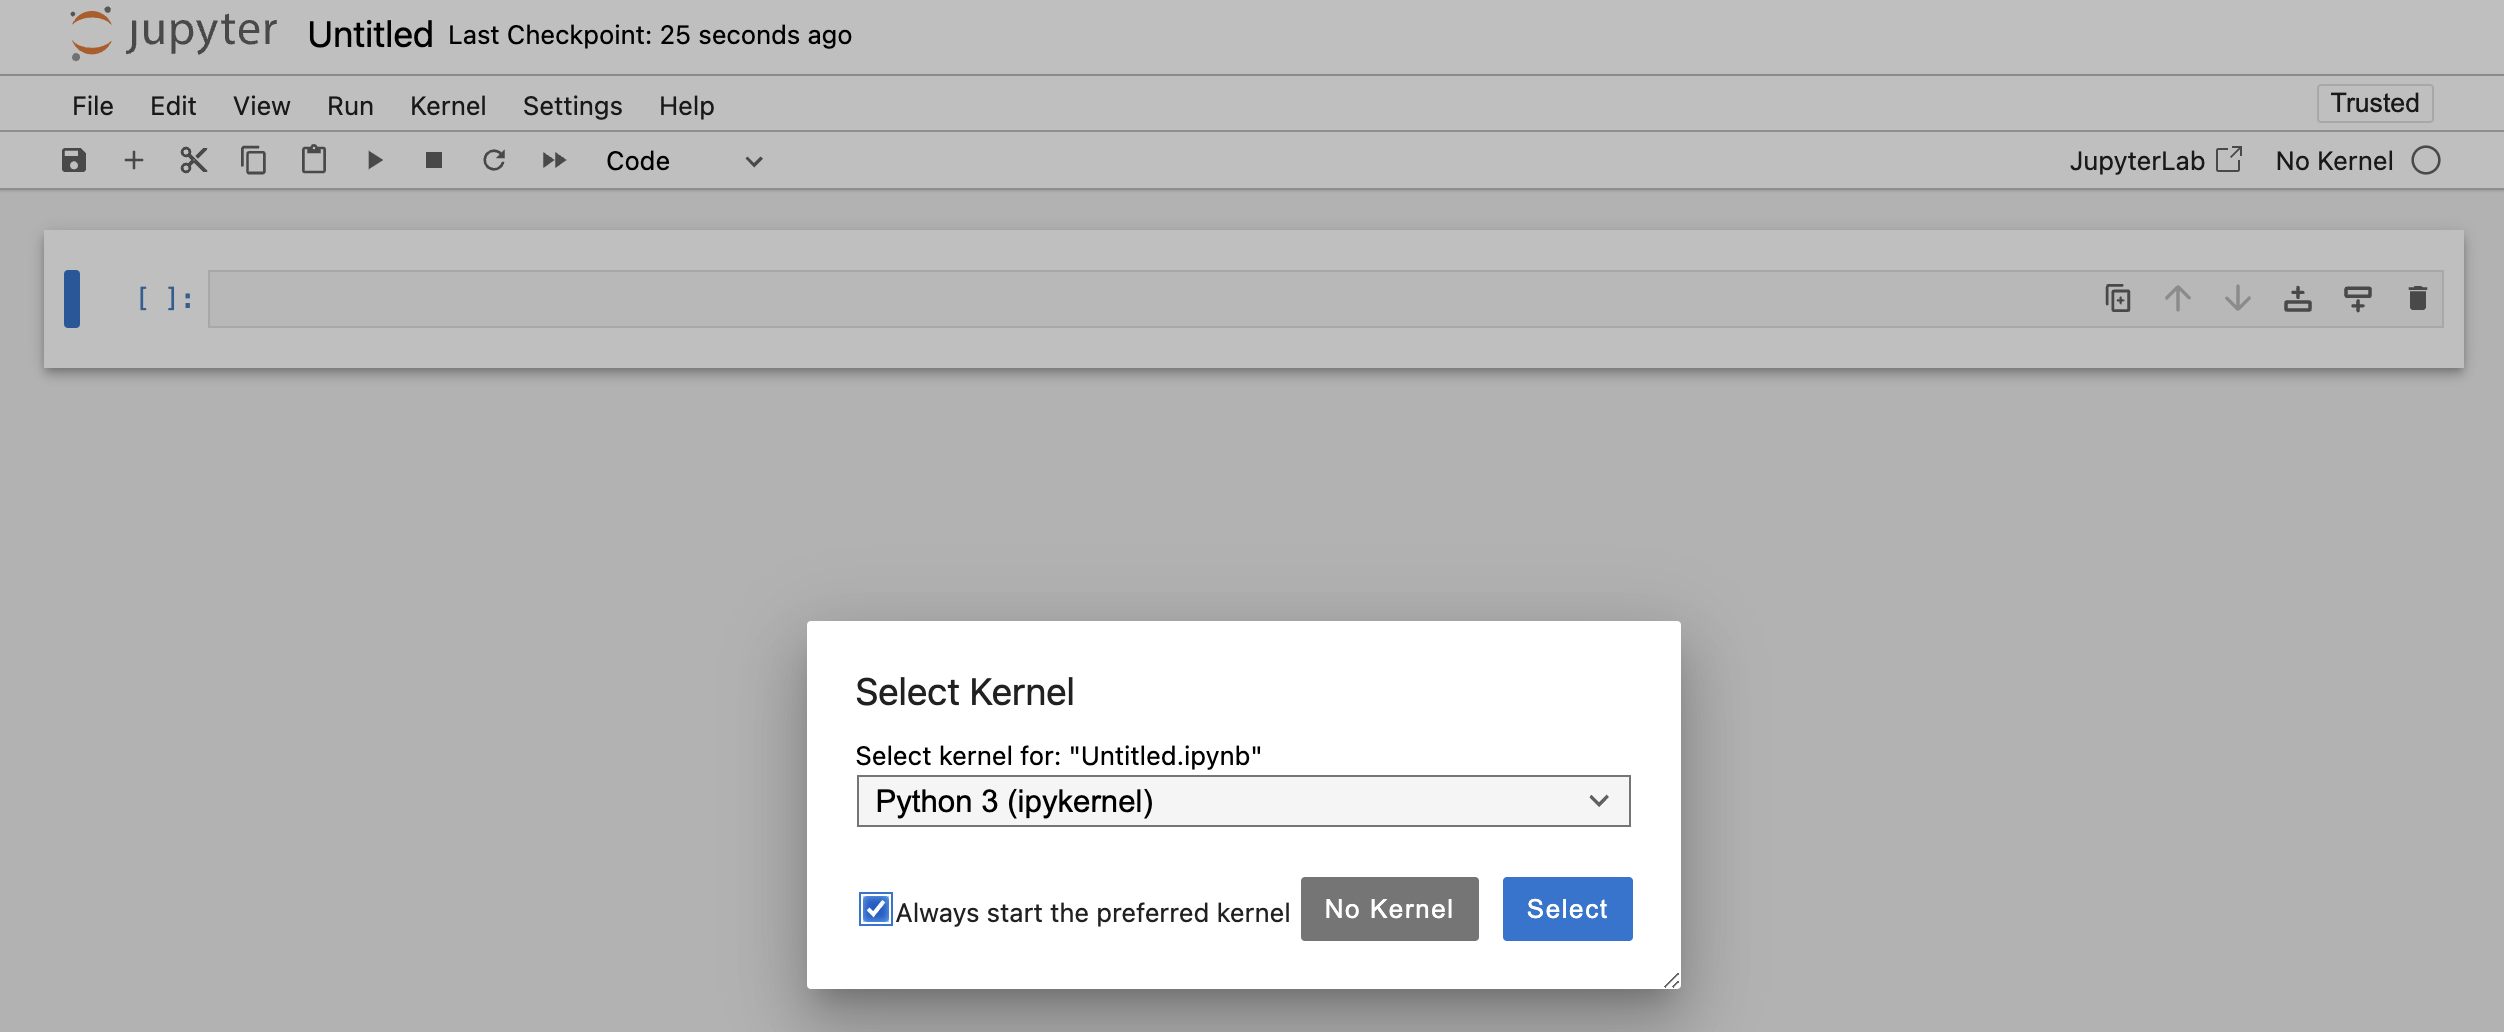 jupyter Untitled Last Checkpoint: 25 seconds ago
File Edit View Run Kernel Settings Help Trusted
Code JupyterLab No Kernel
[ ]:
Select Kernel
Select kernel for: "Untitled.ipynb"
Python 3 (ipykernel)
Always start the preferred kernel No Kernel Select